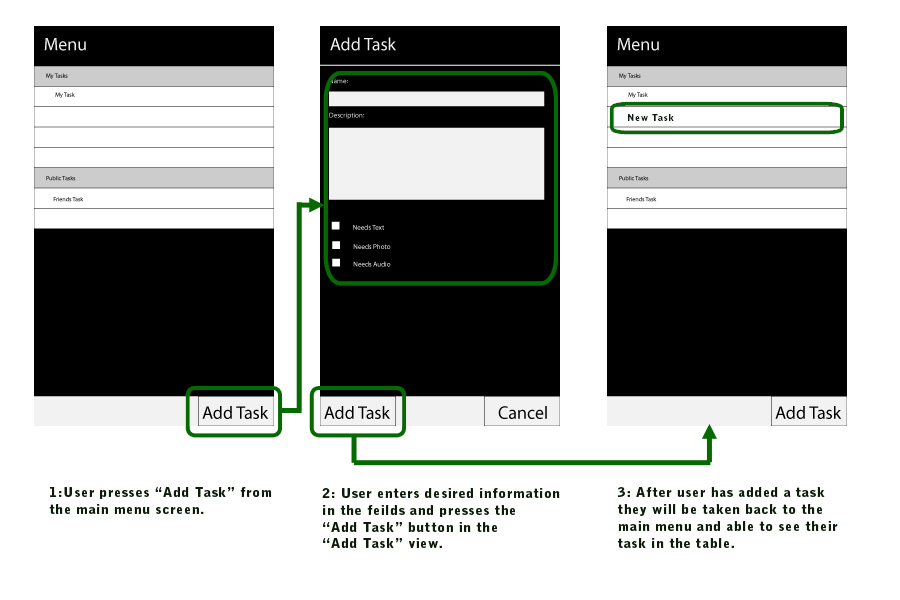 Menu
My Tasks
My Task
Public Tasks
Friends Task
Add Task
Add Task
Name:
Description:
Needs Text
Needs Photo
Needs Audio
Add Task
Cancel
Menu
My Tasks
My Task
New Task
Public Tasks
Friends Task
Add Task
1:User presses “Add Task” from
the main menu screen.
2: User enters desired information
in the feilds and presses the
“Add Task” button in the
“Add Task” view.
3: After user has added a task
they will be taken back to the
main menu and able to see their
task in the table.